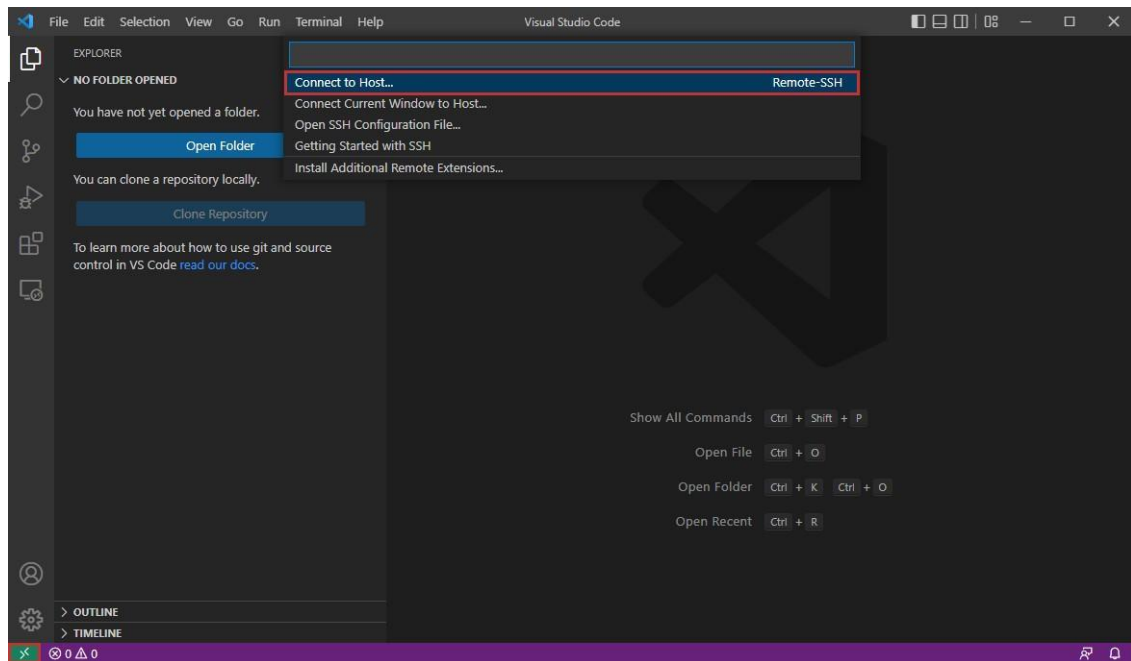 File Edit Selection View Go Run Terminal Help
Visual Studio Code
EXPLORER
NO FOLDER OPENED
You have not yet opened a folder.
Open Folder
You can clone a repository locally.
Clone Repository
To learn more about how to use git and source
control in VS Code read our docs.
OUTLINE
TIMELINE
Connect to Host... Remote-SSH
Connect Current Window to Host...
Open SSH Configuration File...
Getting Started with SSH
Install Additional Remote Extensions...
Show All Commands Ctrl + Shift + P
Open File Ctrl + O
Open Folder Ctrl + K Ctrl + O
Open Recent Ctrl + R
0 0